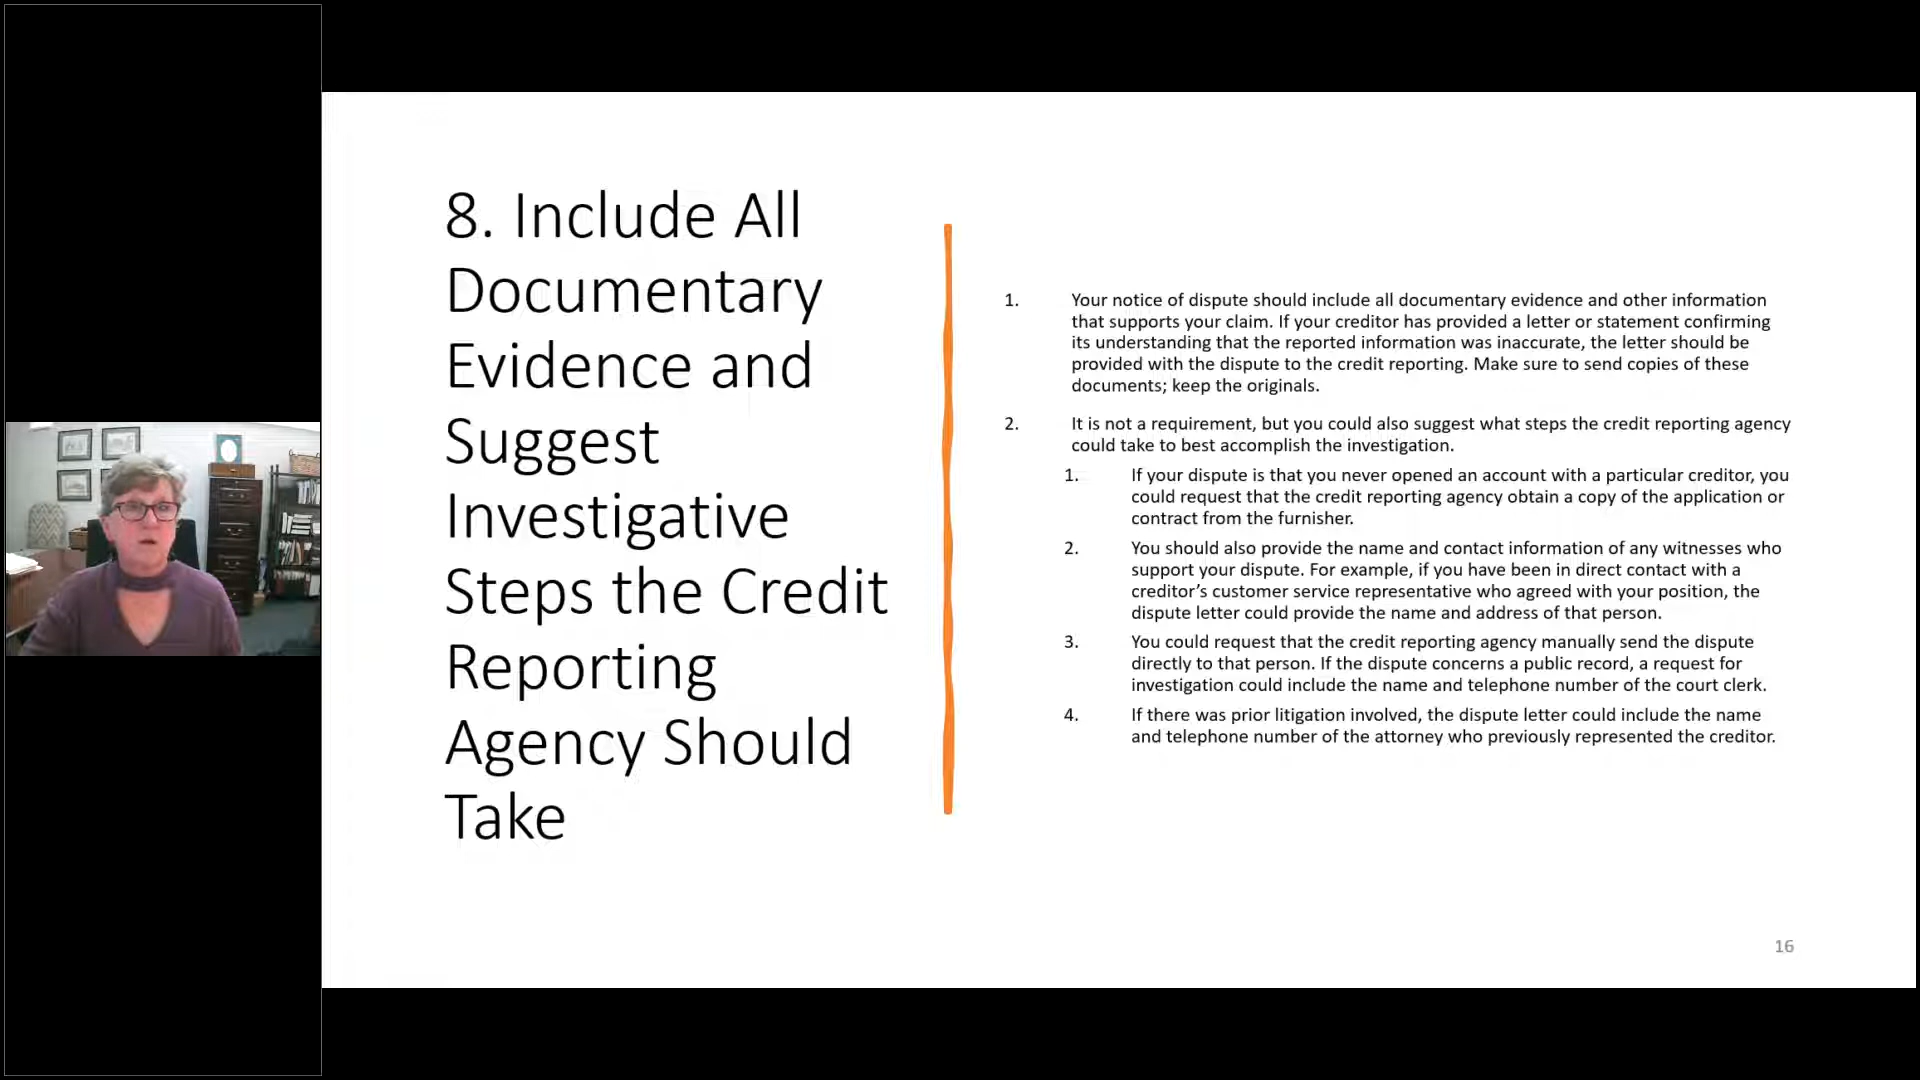 8. Include All
Documentary
Evidence and
Suggest
Investigative
Steps the Credit
Reporting
Agency Should
Take
1. Your notice of dispute should include all documentary evidence and other information
that supports your claim. If your creditor has provided a letter or statement confirming
its understanding that the reported information was inaccurate, the letter should be
provided with the dispute to the credit reporting. Make sure to send copies of these
documents; keep the originals.
2. It is not a requirement, but you could also suggest what steps the credit reporting agency
could take to best accomplish the investigation.
1. If your dispute is that you never opened an account with a particular creditor, you
could request that the credit reporting agency obtain a copy of the application or
contract from the furnisher.
2. You should also provide the name and contact information of any witnesses who
support your dispute. For example, if you have been in direct contact with a
creditor’s customer service representative who agreed with your position, the
dispute letter could provide the name and address of that person.
3. You could request that the credit reporting agency manually send the dispute
directly to that person. If the dispute concerns a public record, a request for
investigation could include the name and telephone number of the court clerk.
4. If there was prior litigation involved, the dispute letter could include the name
and telephone number of the attorney who previously represented the creditor.
16